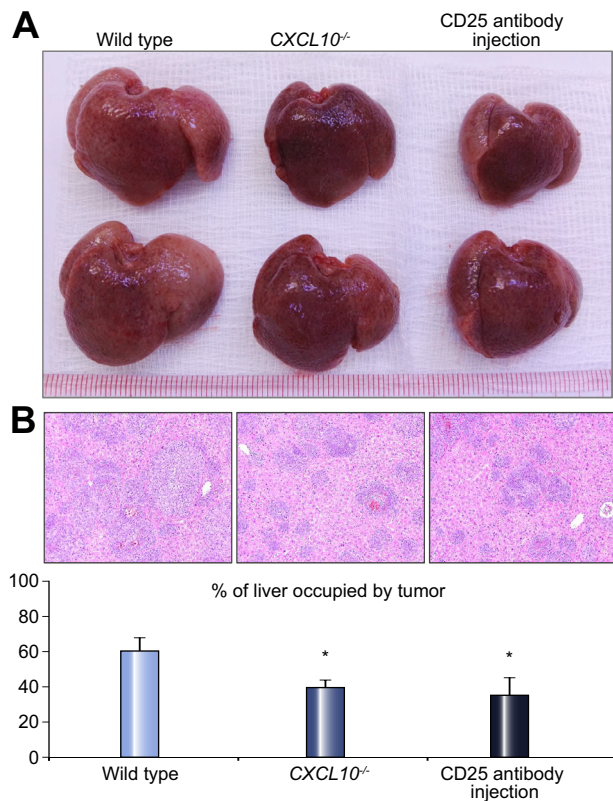 A
Wild type
CXCL10-/-
CD25 antibody
injection
B
% of liver occupied by tumor
100
80
60
40
20
0
*
*
Wild type
CXCL10-/-
CD25 antibody
injection